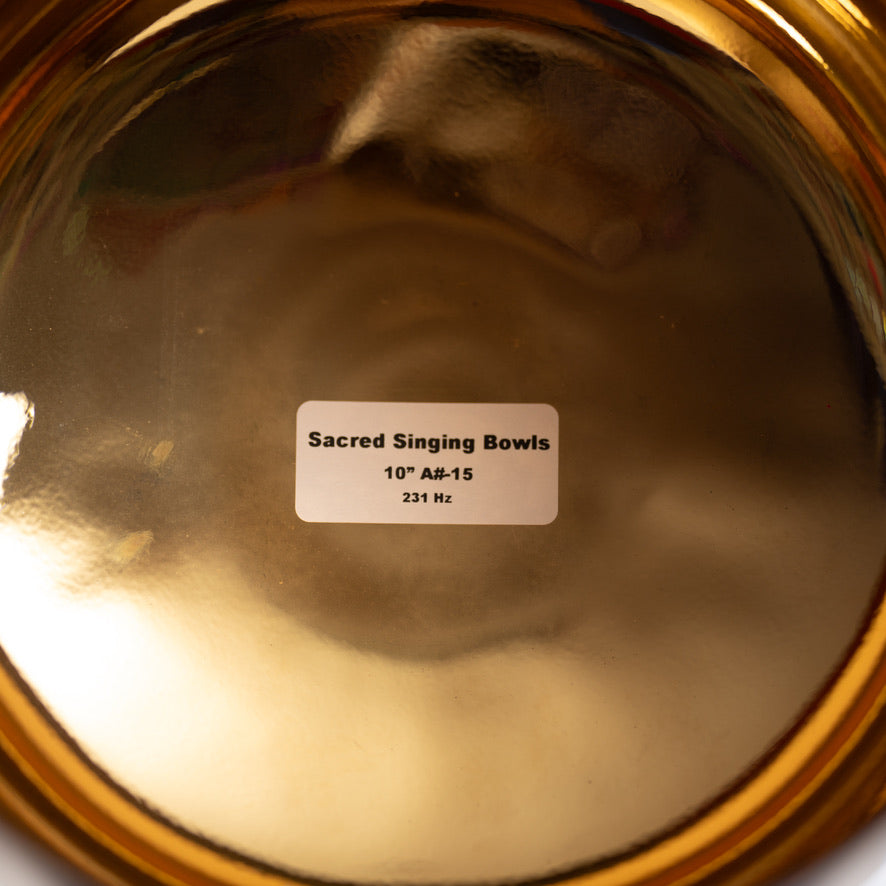 Sacred Singing Bowls
10” A#-15
231 Hz